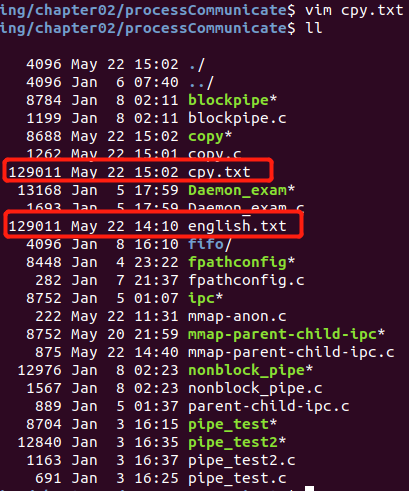 ing/chapter02/processCommunicate$ vim cpy.txt
ing/chapter02/processCommunicate$ ll
4096 May 22 15:02 ./
4096 Jan 6 07:40 ../
8784 Jan 8 02:11 blockpipe*
1199 Jan 8 02:11 blockpipe.c
8688 May 22 15:02 copy*
1262 May 22 15:01 copy.c
129011 May 22 15:02 cpy.txt
13168 Jan 5 17:59 Daemon_exam*
1693 Jan 5 17:59 Daemon_exam.c
129011 May 22 14:10 english.txt
4096 Jan 8 16:10 fifo/
8448 Jan 4 23:22 fpathconfig*
282 Jan 7 21:37 fpathconfig.c
8752 Jan 5 01:07 ipc*
222 May 22 11:31 mmap-anon.c
8752 May 20 21:59 mmap-parent-child-ipc*
875 May 22 14:40 mmap-parent-child-ipc.c
12976 Jan 8 02:23 nonblock_pipe*
1567 Jan 8 02:23 nonblock_pipe.c
889 Jan 5 01:37 parent-child-ipc.c
8704 Jan 3 16:15 pipe_test*
12840 Jan 3 16:35 pipe_test2*
1163 Jan 3 16:37 pipe_test2.c
691 Jan 3 16:25 pipe_test.c